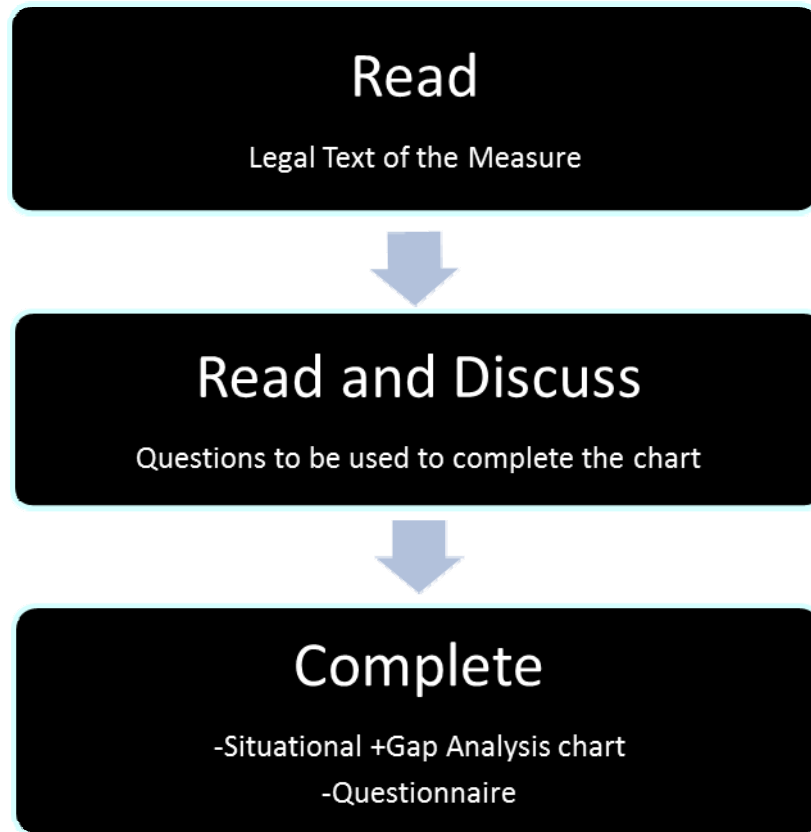 Read
Legal Text of the Measure
Read and Discuss
Questions to be used to complete the chart
Complete
-Situational +Gap Analysis chart
-Questionnaire